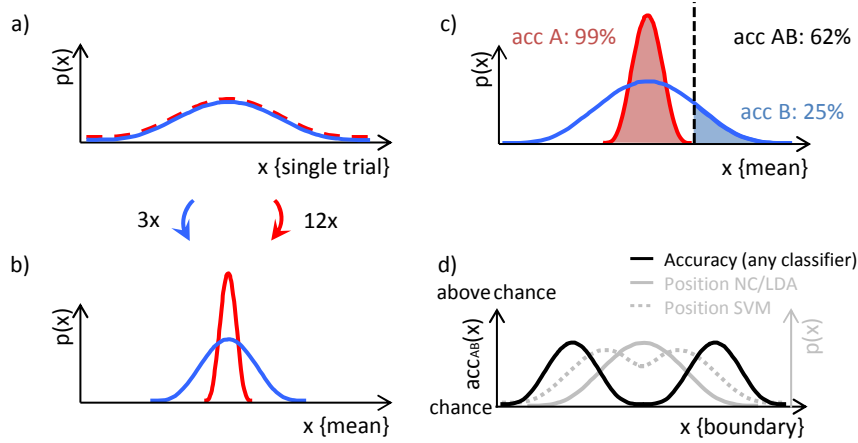 a)
p(x)
x {single trial}
3x
12x
b)
p(x)
x {mean}
c)
acc A: 99%
acc AB: 62%
acc B: 25%
p(x)
x {mean}
d)
Accuracy (any classifier)
Position NC/LDA
Position SVM
above chance
accAB(x)
p(x)
chance
x {boundary}